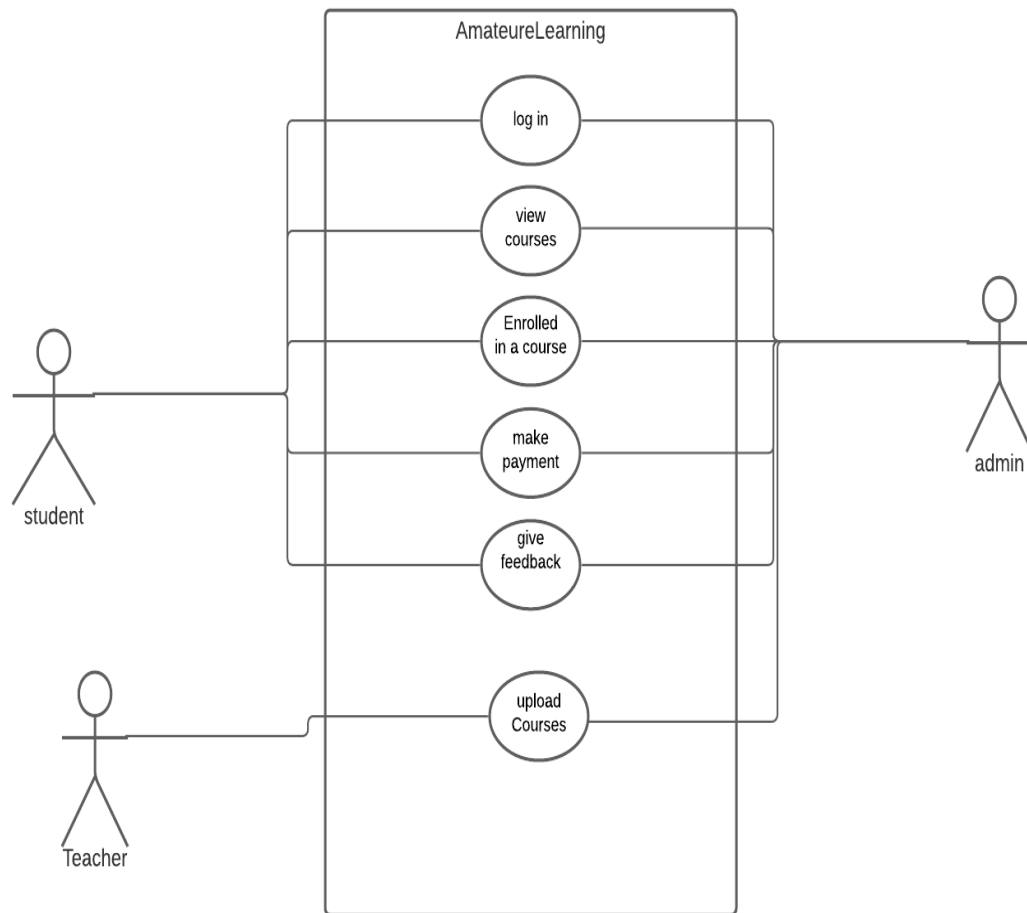 AmateureLearning
log in
view
courses
Enrolled
in a course
make
payment
give
feedback
upload
Courses
student
Teacher
admin